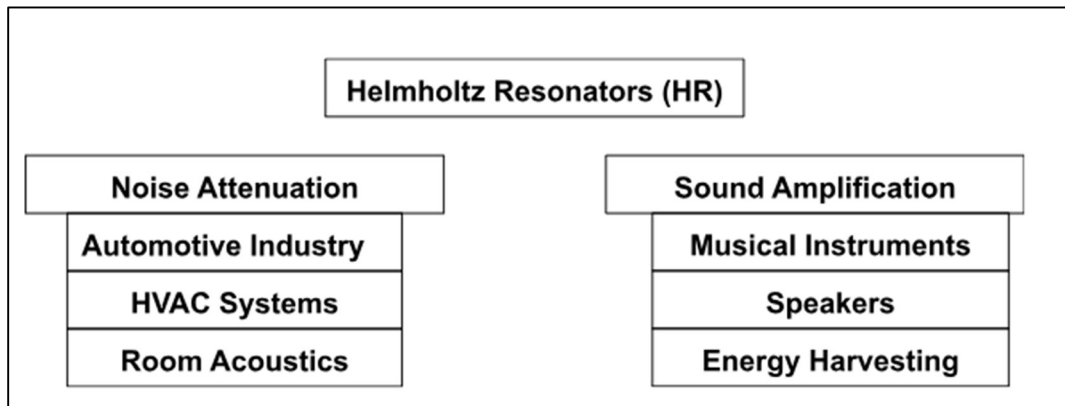 Helmholtz Resonators (HR)
Noise Attenuation
Automotive Industry
HVAC Systems
Room Acoustics
Sound Amplification
Musical Instruments
Speakers
Energy Harvesting